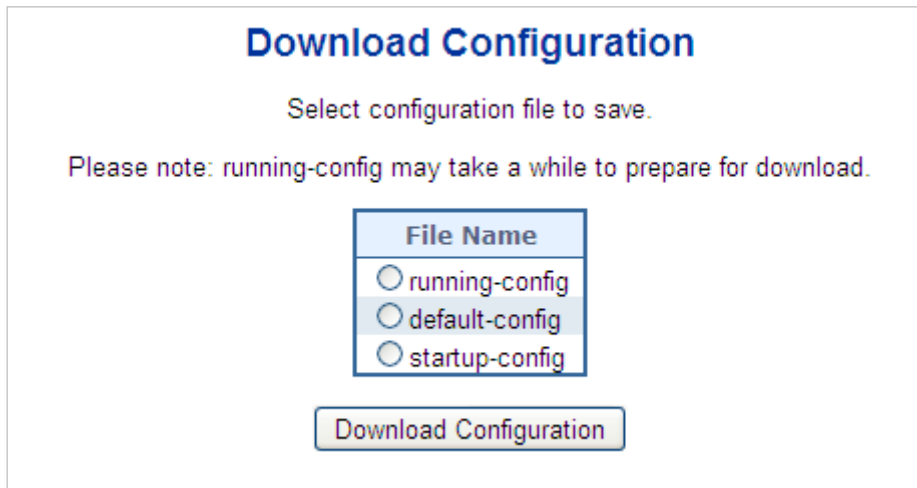 Download Configuration
Select configuration file to save.
Please note: running-config may take a while to prepare for download.
File Name
running-config
default-config
startup-config
Download Configuration